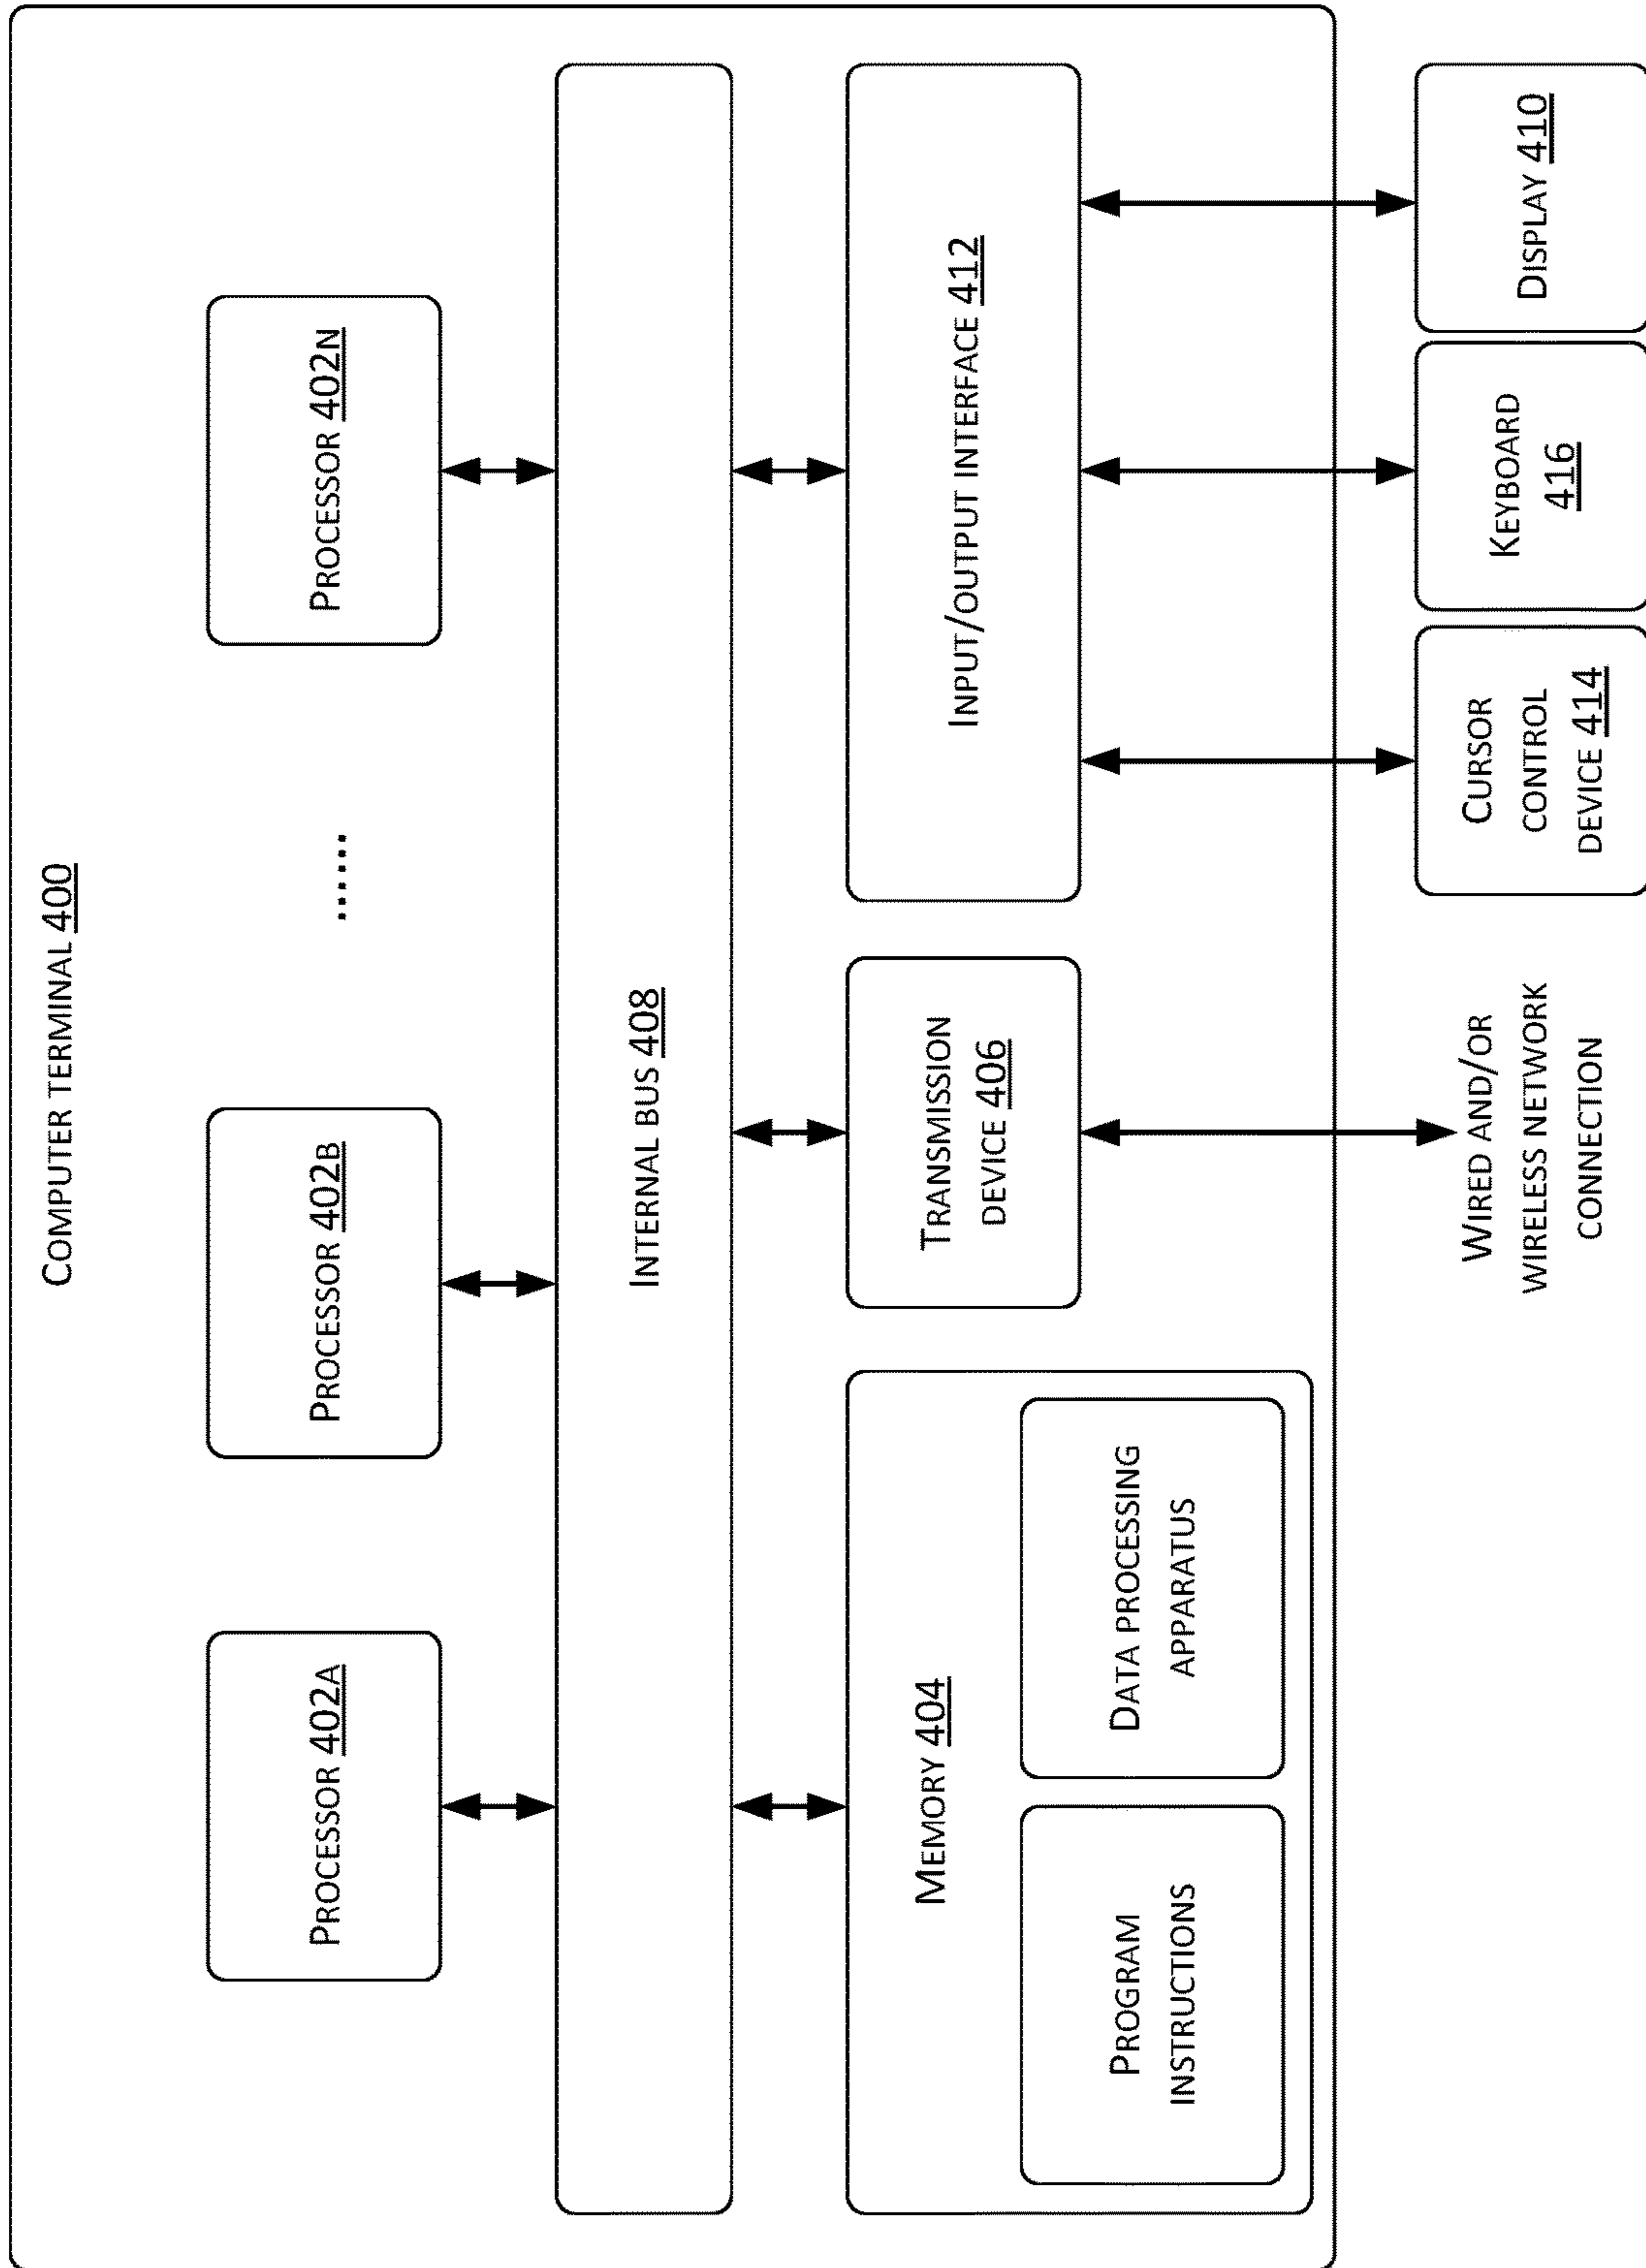 COMPUTER TERMINAL 400
PROCESSOR 402A
PROCESSOR 402B
......
PROCESSOR 402N
INTERNAL BUS 408
MEMORY 404
PROGRAM
INSTRUCTIONS
DATA PROCESSING
APPARATUS
TRANSMISSION
DEVICE 406
INPUT/OUTPUT INTERFACE 412
WIRED AND/OR
WIRELESS NETWORK
CONNECTION
CURSOR
CONTROL
DEVICE 414
KEYBOARD
416
DISPLAY 410